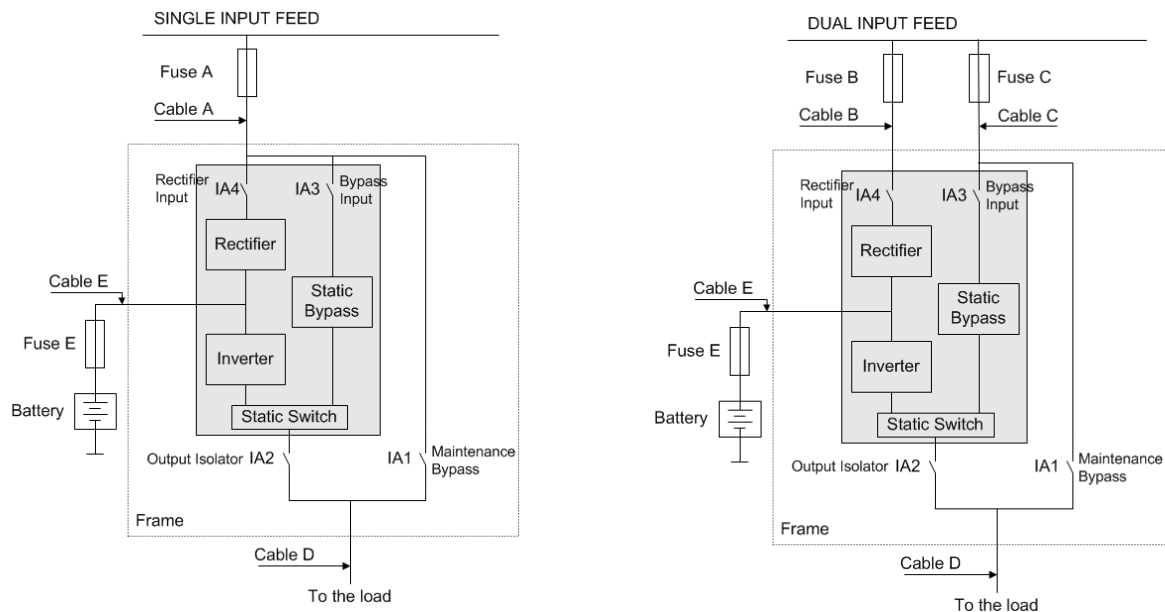 SINGLE INPUT FEED
Fuse A
Cable A
Rectifier
Input
IA4
IA3
Bypass
Input
Rectifier
Cable E
Static
Bypass
Fuse E
Inverter
Battery
Static Switch
Output Isolator
IA2
IA1
Maintenance
Bypass
Frame
Cable D
To the load
DUAL INPUT FEED
Fuse B
Fuse C
Cable B
Cable C
Rectifier
Input
IA4
IA3
Bypass
Input
Rectifier
Cable E
Static
Bypass
Fuse E
Inverter
Battery
Static Switch
Output Isolator
IA2
IA1
Maintenance
Bypass
Frame
Cable D
To the load